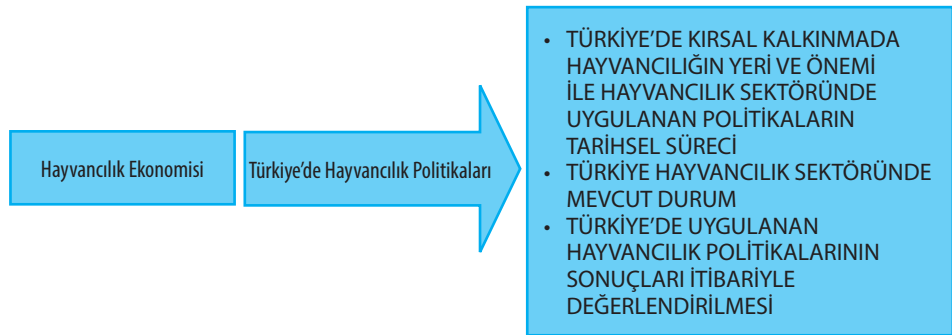 Hayvancılık Ekonomisi
Türkiye’de Hayvancılık Politikaları
• TÜRKİYE’DE KIRSAL KALKINMADA
HAYVANCILIĞIN YERİ VE ÖNEMİ
İLE HAYVANCILIK SEKTÖRÜNDE
UYGULANAN POLİTİKALARIN
TARİHSEL SÜRECİ
• TÜRKİYE HAYVANCILIK SEKTÖRÜNDE
MEVCUT DURUM
• TÜRKİYE’DE UYGULANAN
HAYVANCILIK POLİTİKALARININ
SONUÇLARI İTİBARİYLE
DEĞERLENDİRİLMESİ